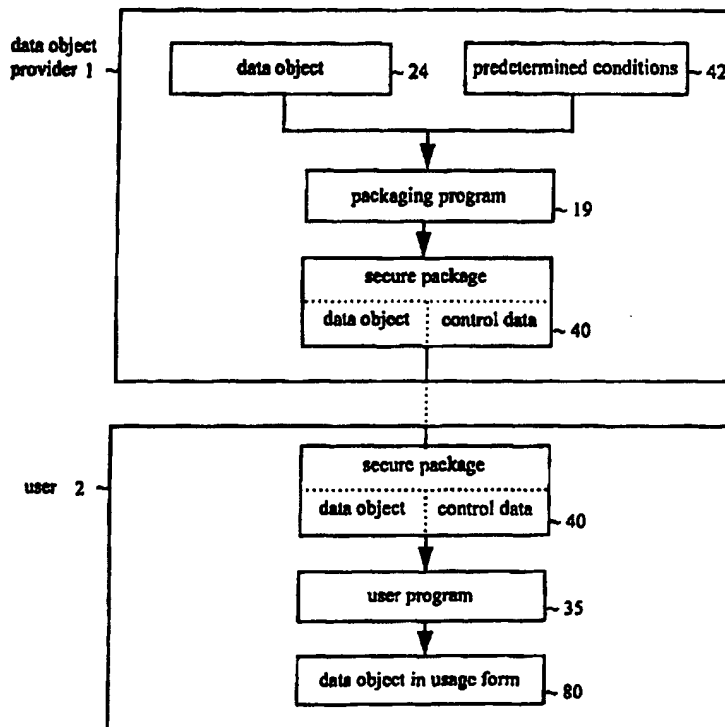 data object
provider 1
data object
24
predetermined conditions
42
packaging program
19
secure package
data object
control data
40
user 2
secure package
data object
control data
40
user program
35
data object in usage form
80